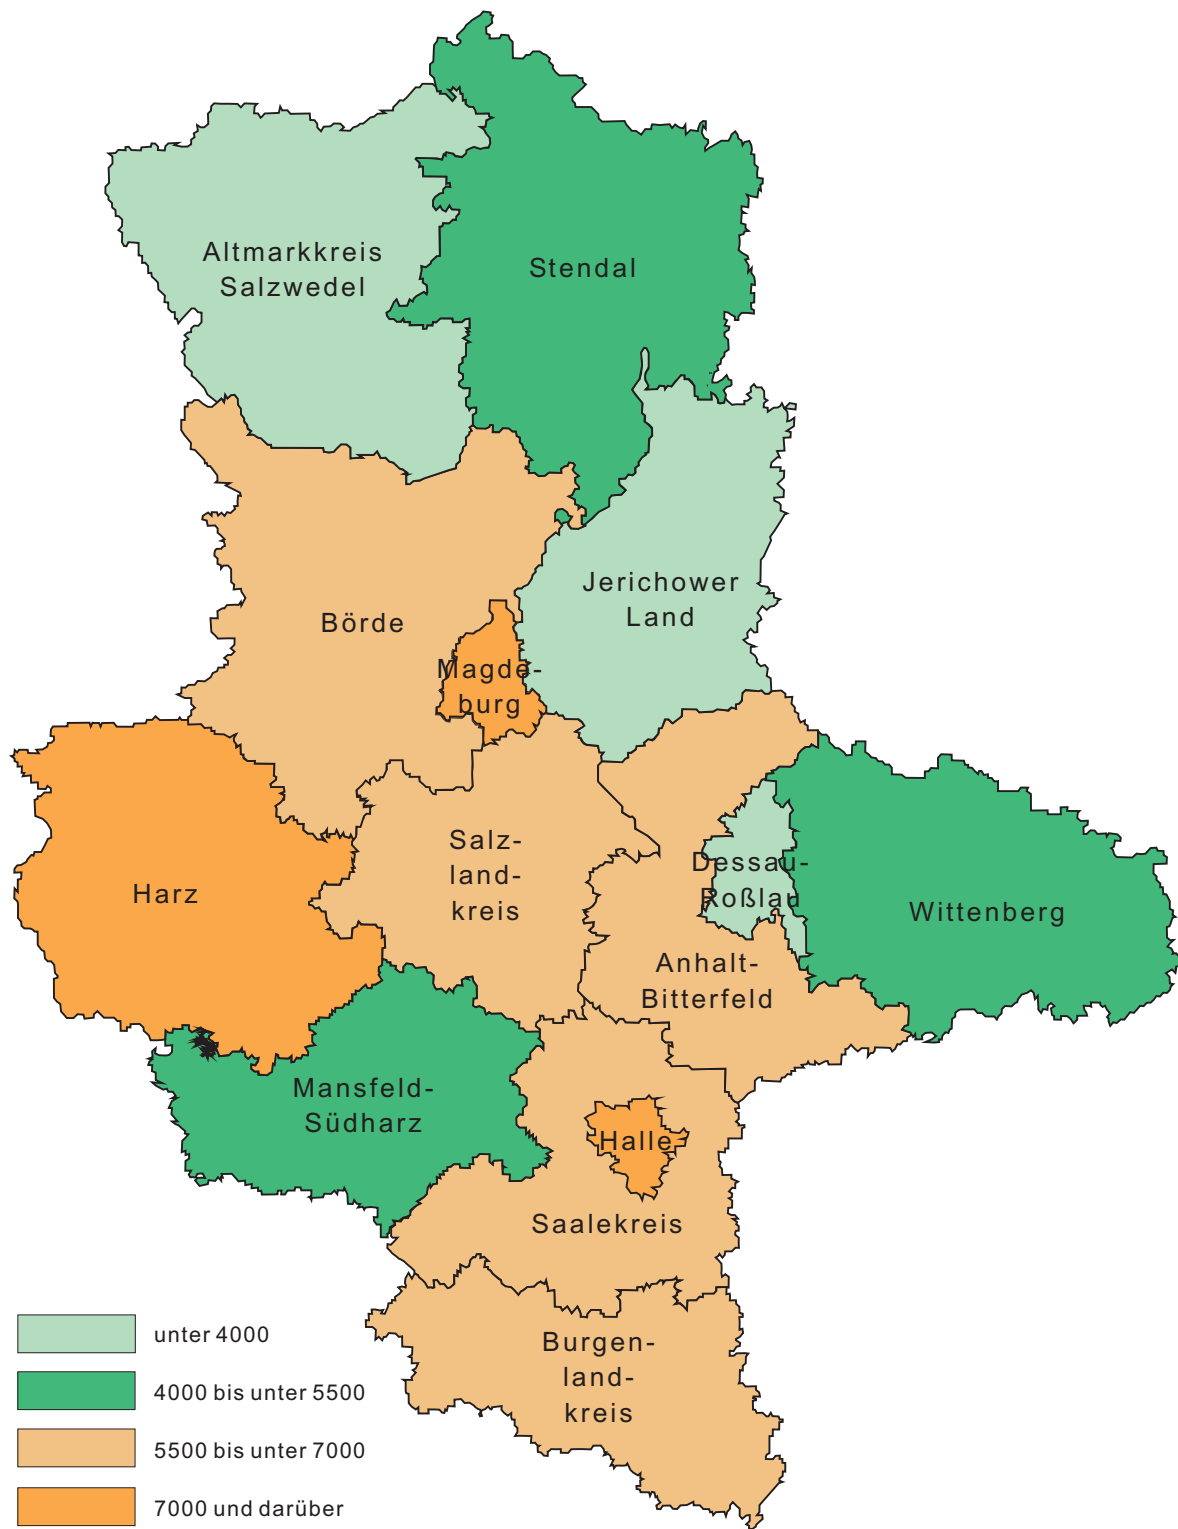 Altmarkkreis
Salzwedel
Stendal
Jerichower
Land
Börde
Magde-
burg
Salz-
land-
kreis
Harz
Dessau-
Roßlau
Wittenberg
Anhalt-
Bitterfeld
Mansfeld-
Südharz
Halle
Saalekreis
Burgen-
land-
kreis
unter 4000
4000 bis unter 5500
5500 bis unter 7000
7000 und darüber